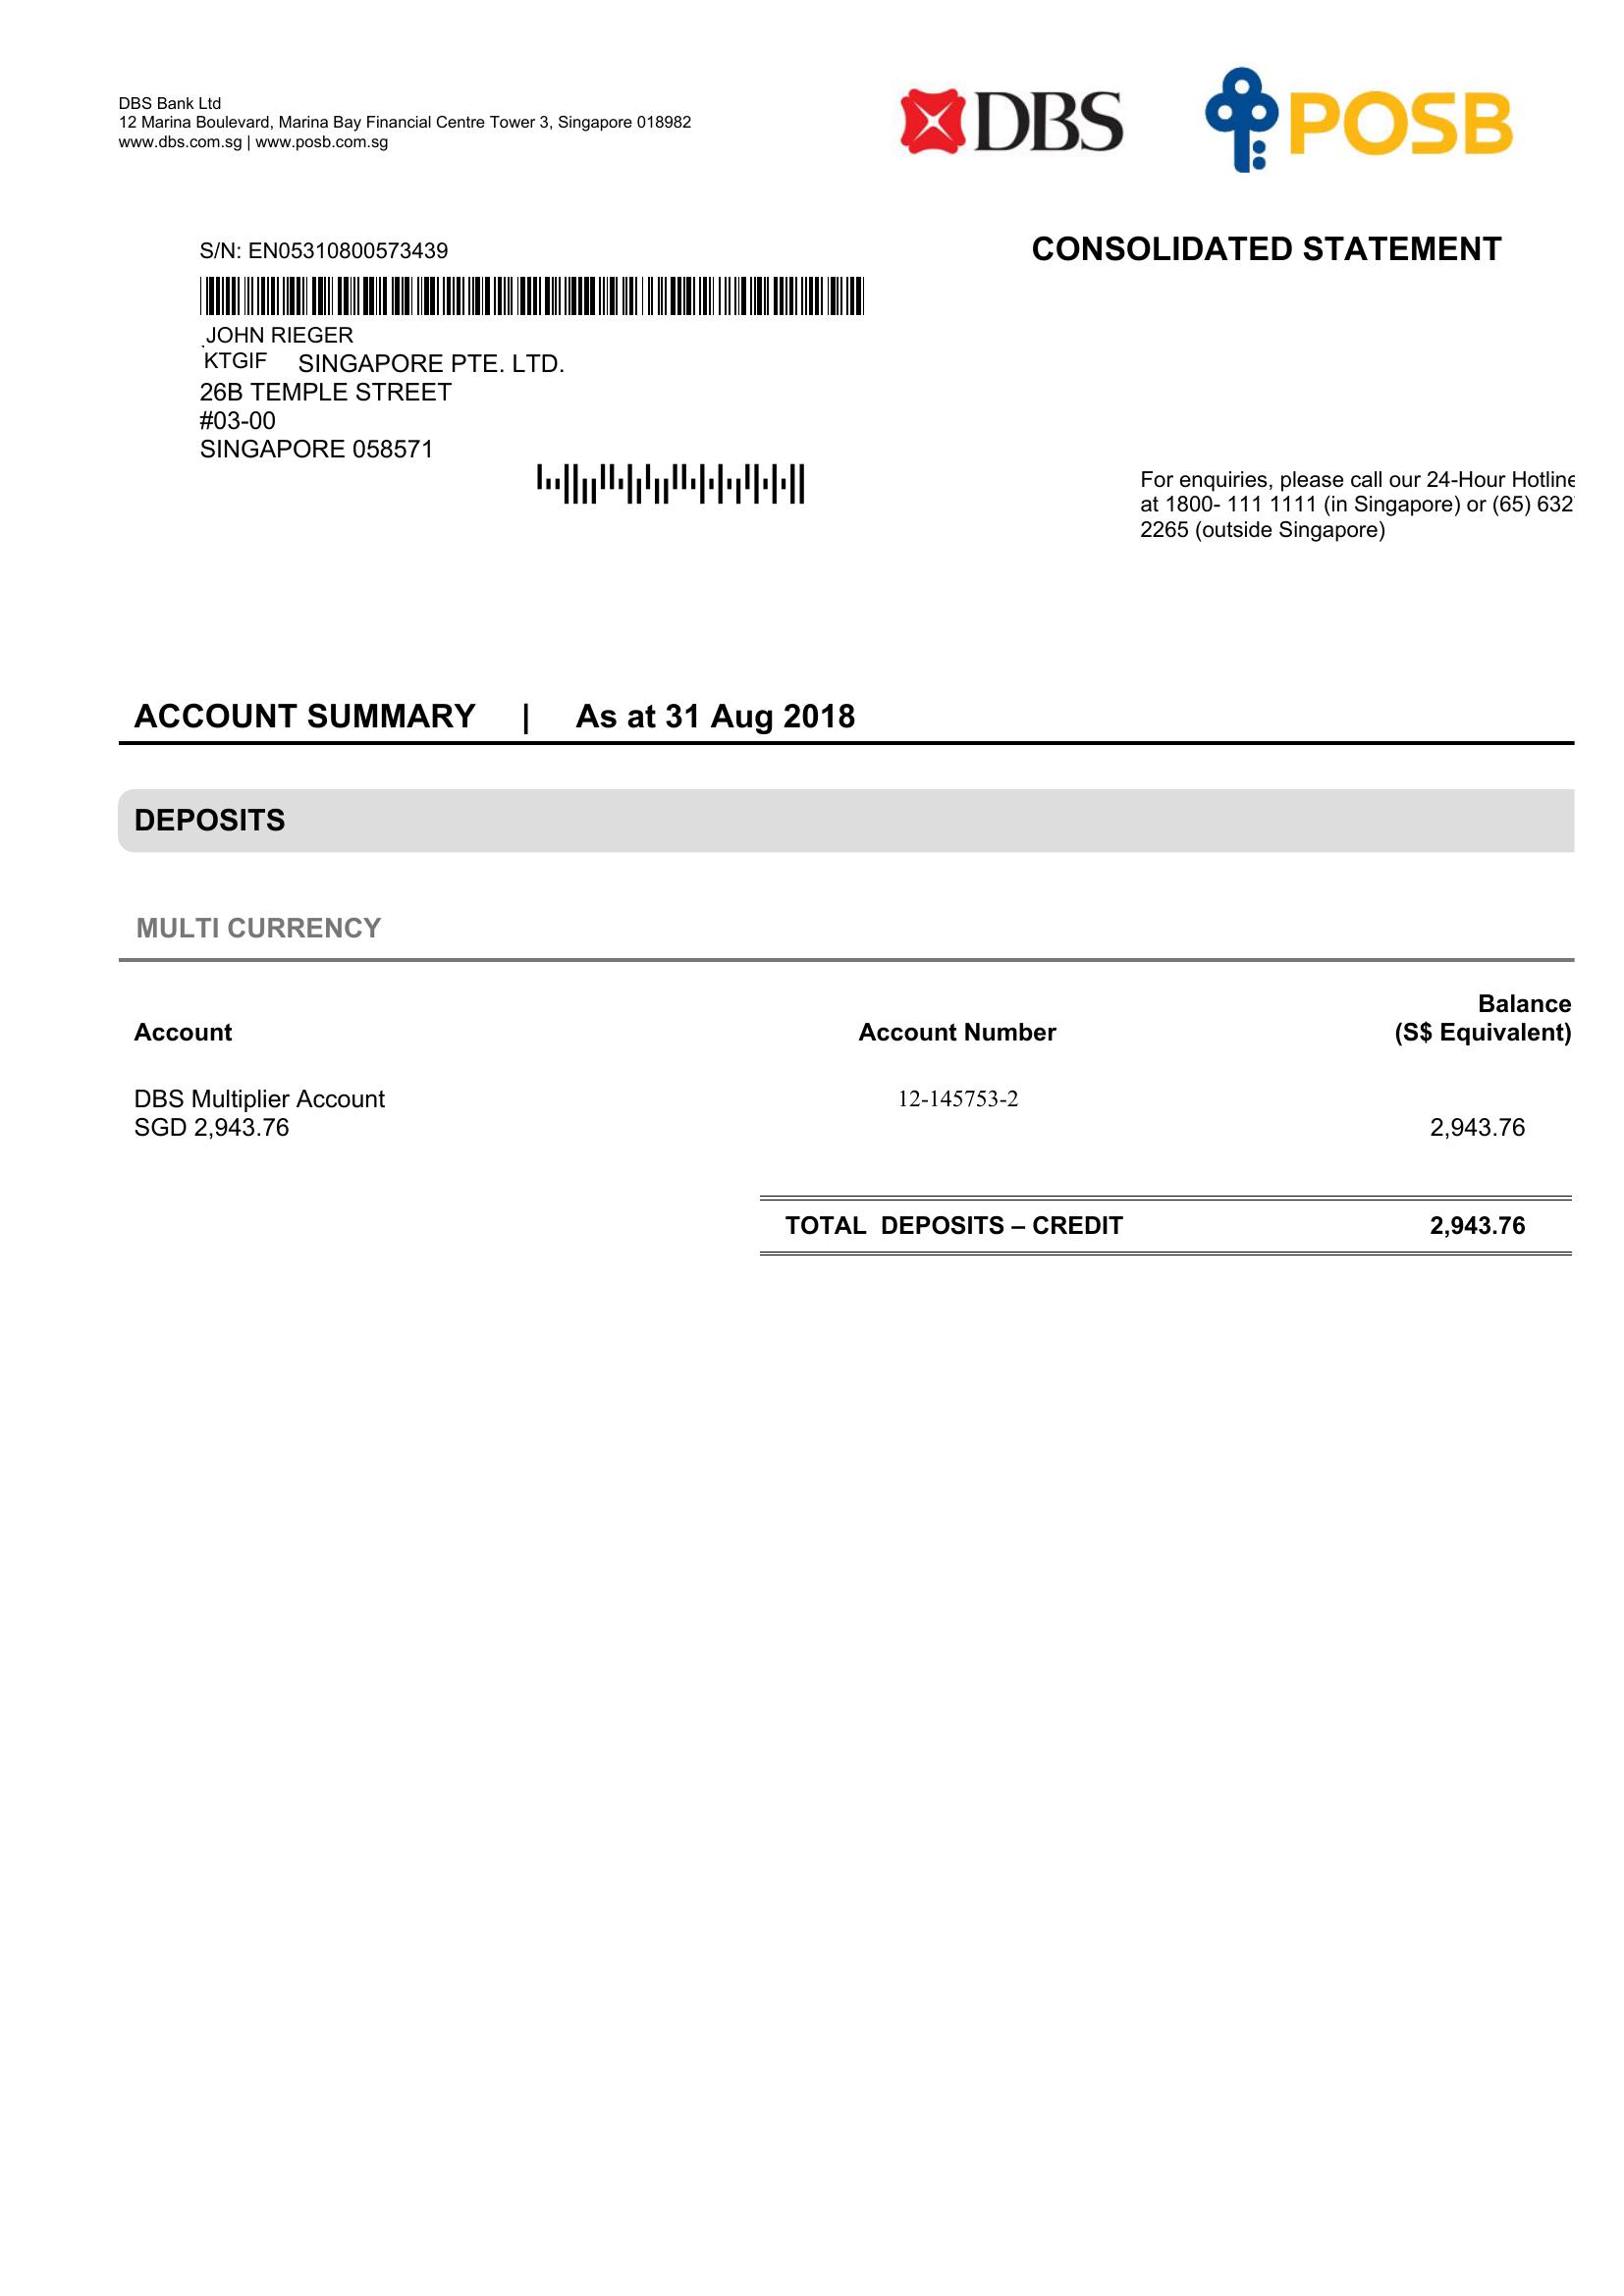 DBS Bank Ltd
12 Marina Boulevard, Marina Bay Financial Centre Tower 3, Singapore 018982
www.dbs.com.sg | www.posb.com.sg
DBS
POSB
S/N: EN05310800573439
CONSOLIDATED STATEMENT
JOHN RIEGER
KTGIF SINGAPORE PTE. LTD.
26B TEMPLE STREET
#03-00
SINGAPORE 058571
For enquiries, please call our 24-Hour Hotline
at 1800- 111 1111 (in Singapore) or (65) 632
2265 (outside Singapore)
ACCOUNT SUMMARY | As at 31 Aug 2018
DEPOSITS
MULTI CURRENCY
Balance
Account Account Number (S$ Equivalent)
DBS Multiplier Account 12-145753-2
SGD 2,943.76 2,943.76
TOTAL DEPOSITS – CREDIT 2,943.76